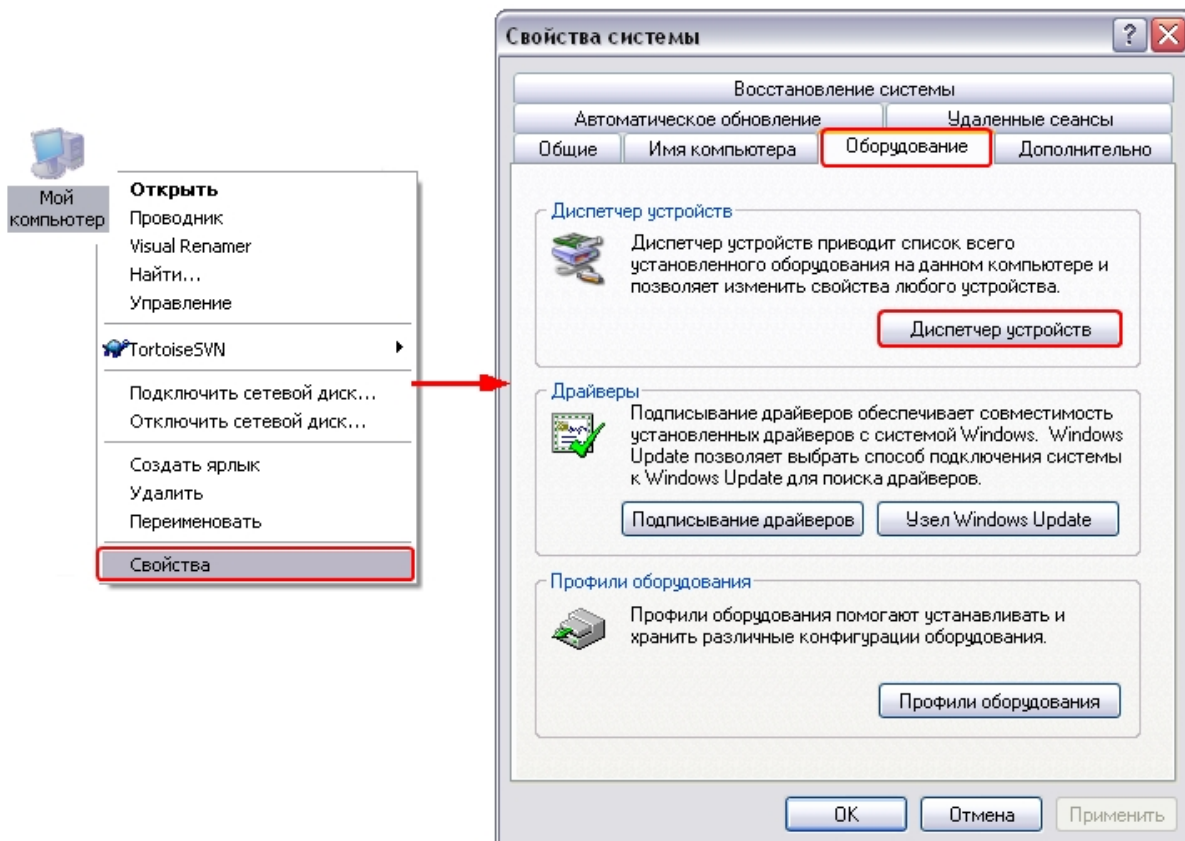 Мой
компьютер
Открыть
Проводник
Visual Renamer
Найти...
Управление
TortoiseSVN
Подключить сетевой диск...
Отключить сетевой диск...
Создать ярлык
Удалить
Переименовать
Свойства
Свойства системы
Восстановление системы
Автоматическое обновление
Удаленные сеансы
Общие
Имя компьютера
Оборудование
Дополнительно
Диспетчер устройств
Диспетчер устройств приводит список всего
установленного оборудования на данном компьютере и
позволяет изменить свойства любого устройства.
Диспетчер устройств
Драйверы
Подписывание драйверов обеспечивает совместимость
установленных драйверов с системой Windows. Windows
Update позволяет выбрать способ подключения системы
к Windows Update для поиска драйверов.
Подписывание драйверов
Узел Windows Update
Профили оборудования
Профили оборудования помогают устанавливать и
хранить различные конфигурации оборудования.
Профили оборудования
OK
Отмена
Применить